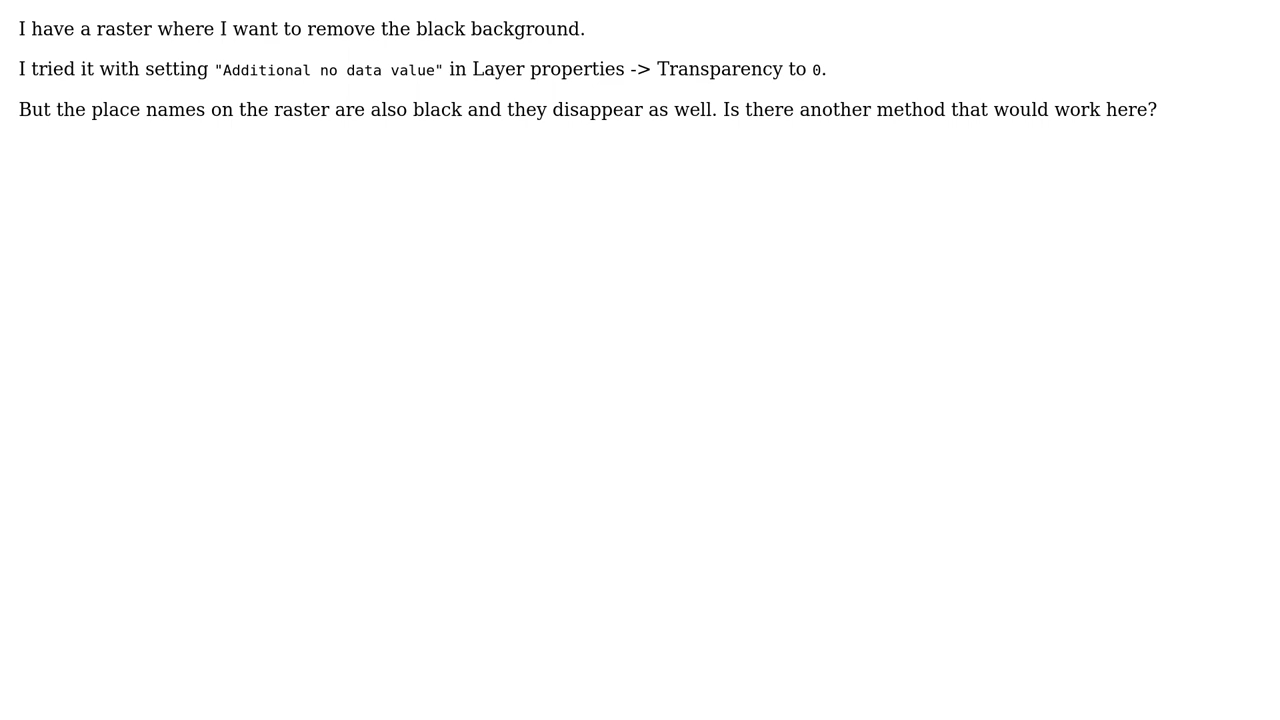 I have a raster where I want to remove the black background.
I tried it with setting "Additional no data value" in Layer properties -> Transparency to 0.
But the place names on the raster are also black and they disappear as well. Is there another method that would work here?